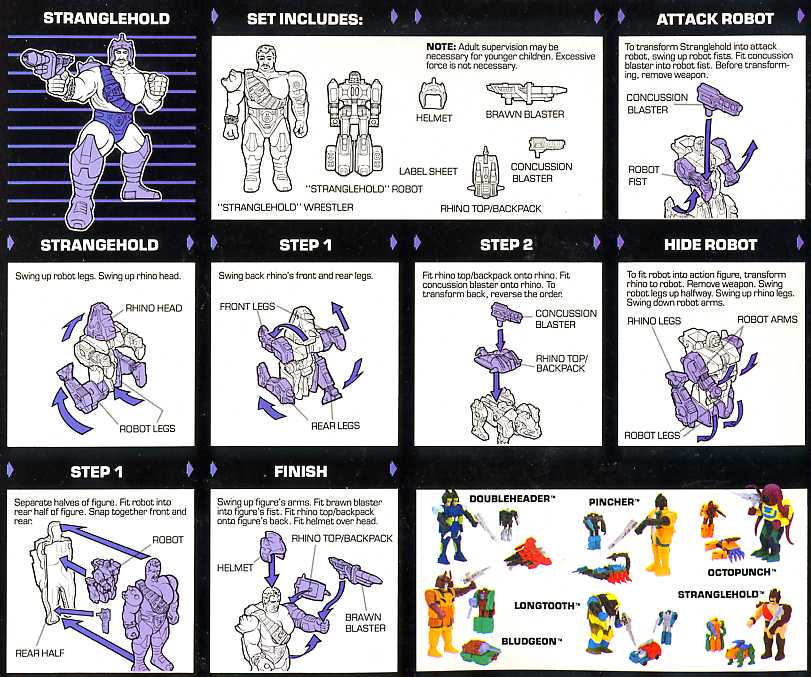 STRANGLEHOLD
SET INCLUDES:
NOTE: Adult supervision may be
necessary for younger children. Excessive
force is not necessary.
HELMET
BRAWN BLASTER
LABEL SHEET
CONCUSSION
BLASTER
"STRANGLEHOLD" ROBOT
"STRANGLEHOLD" WRESTLER
RHINO TOP/BACKPACK
ATTACK ROBOT
To transform Stranglehold into attack
robot, swing up robot fists. Fit concussion
blaster into robot fist. Before transform-
ing, remove weapon.
CONCUSSION
BLASTER
ROBOT
FIST
STRANGEHOLD
Swing up robot legs. Swing up rhino head.
RHINO HEAD
ROBOT LEGS
STEP 1
Swing back rhino's front and rear legs.
FRONT LEGS
REAR LEGS
STEP 2
Fit rhino top/backpack onto rhino. Fit
concussion blaster onto rhino. To
transform back, reverse the order.
CONCUSSION
BLASTER
RHINO TOP/
BACKPACK
HIDE ROBOT
To fit robot into action figure, transform
rhino to robot. Remove weapon. Swing
robot legs up halfway. Swing up rhino legs.
Swing down robot arms.
RHINO LEGS
ROBOT ARMS
ROBOT LEGS
STEP 1
Separate halves of figure. Fit robot into
rear half of figure. Snap together front and
rear.
ROBOT
REAR HALF
FINISH
Swing up figure's arms. Fit brawn blaster
into figure's fist. Fit rhino top/backpack
onto figure's back. Fit helmet over head.
RHINO TOP/BACKPACK
HELMET
BRAWN
BLASTER
DOUBLEHEADER™
PINCHER™
OCTOPUNCH™
LONGTOOTH™
STRANGLEHOLD™
BLUDGEON™